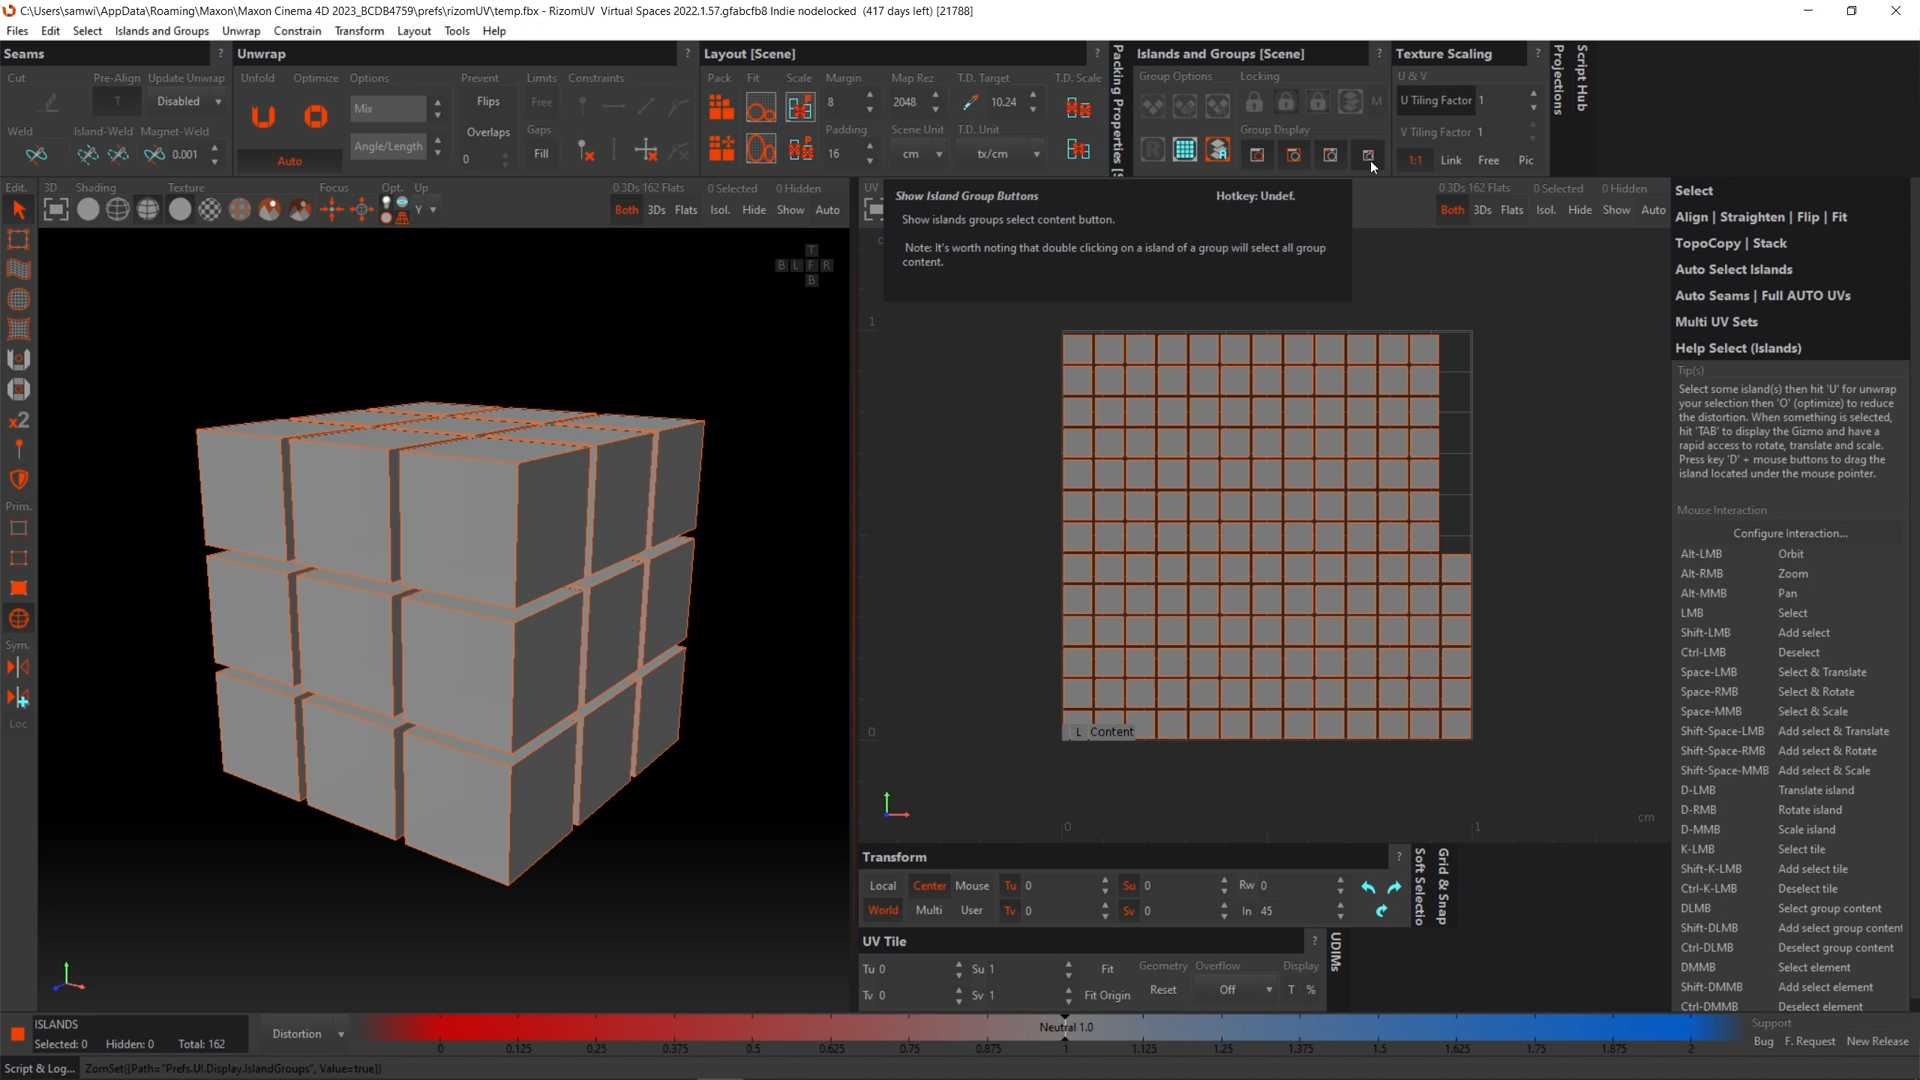 C:\Users\samwi\AppData\Roaming\Maxon\Maxon Cinema 4D 2023_BCDB4759\prefs\rizomUV\temp.fbx - RizomUV Virtual Spaces 2022.1.57.gfabcfb8 Indie nodelocked (417 days left) [21788]
Files Edit Select Islands and Groups Unwrap Constrain Transform Layout Tools Help
Seams ?
Cut Pre-Align Update Unwrap
T Disabled
Weld Island-Weld Magnet-Weld
0.001
Unwrap ?
Unfold Optimize Options Prevent Limits Constraints
Mix Flips Free
Overlaps Gaps
Auto Angle/Length 0 Fill
Layout [Scene] ?
Pack Fit Scale Margin Map Rez T.D. Target T.D. Scale
8 2048 10.24
Padding Scene Unit T.D. Unit
16 cm tx/cm
Packing Properties [S
Islands and Groups [Scene] ?
Group Options Locking
M
Group Display
R A
Texture Scaling ?
U & V
U Tiling Factor 1
V Tiling Factor 1
1:1 Link Free Pic
Projections
Script Hub
Edit. 3D Shading Texture Focus Opt. Up 0 3Ds 162 Flats 0 Selected 0 Hidden
Y Both 3Ds Flats Isol. Hide Show Auto
UV
0 3Ds 162 Flats 0 Selected 0 Hidden
Both 3Ds Flats Isol. Hide Show Auto
Show Island Group Buttons Hotkey: Undef.
Show islands groups select content button.
Note: It's worth noting that double clicking on a island of a group will select all group
content.
x2
Prim.
Sym.
Loc
T
B L F R
B
1
0
L Content
0 1
cm
Select
Align | Straighten | Flip | Fit
TopoCopy | Stack
Auto Select Islands
Auto Seams | Full AUTO UVs
Multi UV Sets
Help Select (Islands)
Tip(s)
Select some island(s) then hit 'U' for unwrap
your selection then 'O' (optimize) to reduce
the distortion. When something is selected,
hit 'TAB' to display the Gizmo and have a
rapid access to rotate, translate and scale.
Press key 'D' + mouse buttons to drag the
island located under the mouse pointer.
Mouse Interaction
Configure Interaction...
Alt-LMB Orbit
Alt-RMB Zoom
Alt-MMB Pan
LMB Select
Shift-LMB Add select
Ctrl-LMB Deselect
Space-LMB Select & Translate
Space-RMB Select & Rotate
Space-MMB Select & Scale
Shift-Space-LMB Add select & Translate
Shift-Space-RMB Add select & Rotate
Shift-Space-MMB Add select & Scale
D-LMB Translate island
D-RMB Rotate island
D-MMB Scale island
K-LMB Select tile
Shift-K-LMB Add select tile
Ctrl-K-LMB Deselect tile
DLMB Select group content
Shift-DLMB Add select group content
Ctrl-DLMB Deselect group content
DMMB Select element
Shift-DMMB Add select element
Ctrl-DMMB Deselect element
Transform ?
Local Center Mouse Tu 0 Su 0 Rw 0
World Multi User Tv 0 Sv 0 In 45
Soft Selectio
Grid & Snap
UV Tile ?
Tu 0 Su 1 Fit Geometry Overflow Display
Tv 0 Sv 1 Fit Origin Reset Off T %
UDIMs
ISLANDS
Selected: 0 Hidden: 0 Total: 162
Distortion
Neutral 1.0
0 0.125 0.25 0.375 0.5 0.625 0.75 0.875 1 1.125 1.25 1.375 1.5 1.625 1.75 1.875 2
Support
Bug F. Request New Release
Script & Log... ZomSet({Path="Prefs.UI.Display.IslandGroups", Value=true})